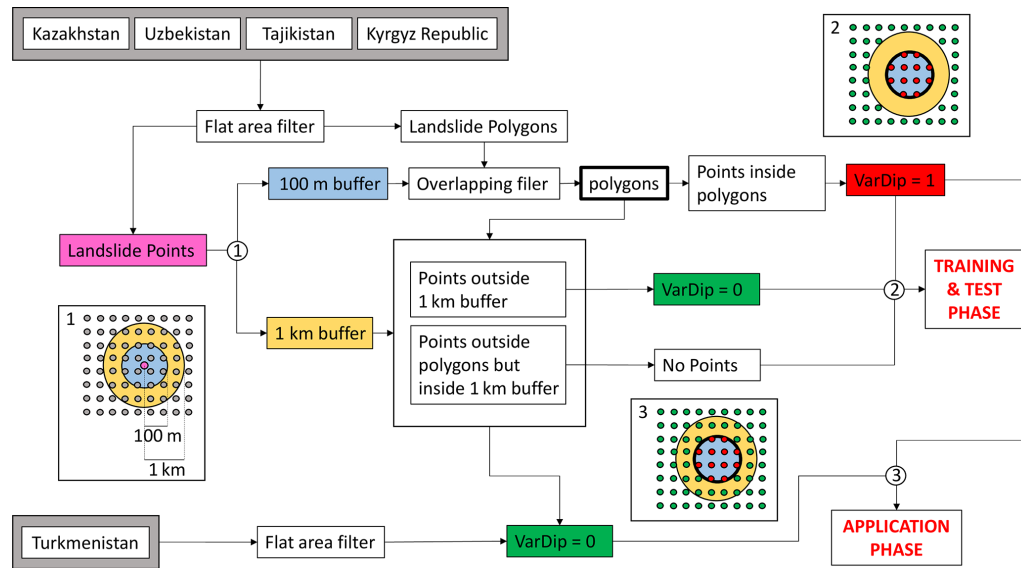 Kazakhstan
Uzbekistan
Tajikistan
Kyrgyz Republic
2
Flat area filter
Landslide Polygons
100 m buffer
Overlapping filer
polygons
Points inside
polygons
VarDip = 1
Landslide Points
1
Points outside
1 km buffer
VarDip = 0
2
TRAINING
& TEST
PHASE
1
100 m
1 km
1 km buffer
Points outside
polygons but
inside 1 km buffer
No Points
3
3
APPLICATION
PHASE
Turkmenistan
Flat area filter
VarDip = 0